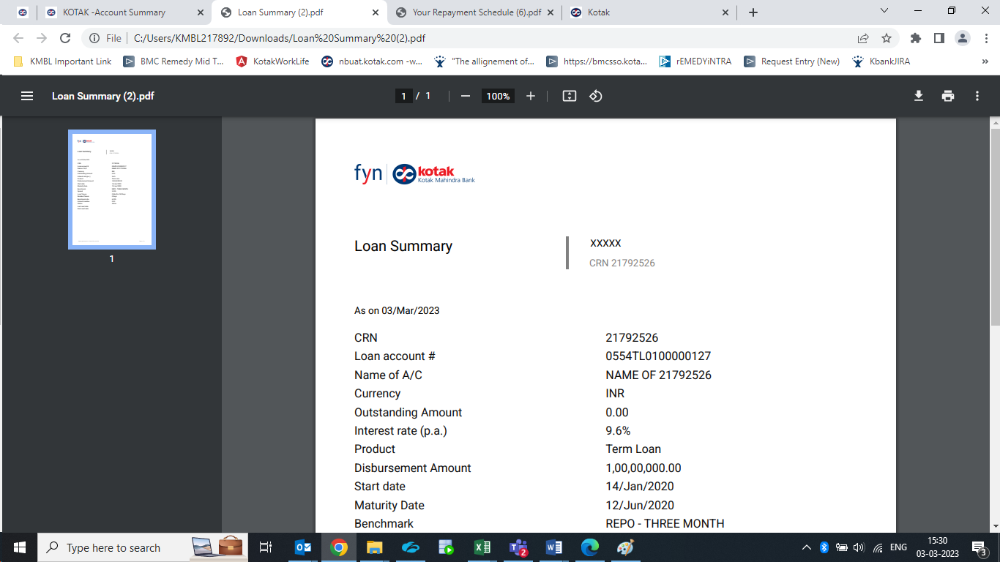 KOTAK -Account Summary
Loan Summary (2).pdf
Your Repayment Schedule (6).pdf
Kotak
File
C:/Users/KMBL217892/Downloads/Loan%20Summary%20(2).pdf
KMBL Important Link
BMC Remedy Mid T...
KotakWorkLife
nbuat.kotak.com -w...
"The allignement of...
https://bmcsso.kota...
rEMEDYiNTRA
Request Entry (New)
KbankJIRA
»
Loan Summary (2).pdf
1 / 1
100%
1
fyn
kotak
Kotak Mahindra Bank
Loan Summary
XXXXX
CRN 21792526
As on 03/Mar/2023
CRN 21792526
Loan account # 0554TL0100000127
Name of A/C NAME OF 21792526
Currency INR
Outstanding Amount 0.00
Interest rate (p.a.) 9.6%
Product Term Loan
Disbursement Amount 1,00,00,000.00
Start date 14/Jan/2020
Maturity Date 12/Jun/2020
Benchmark REPO - THREE MONTH
Type here to search
2
ENG
15:30
03-03-2023
3